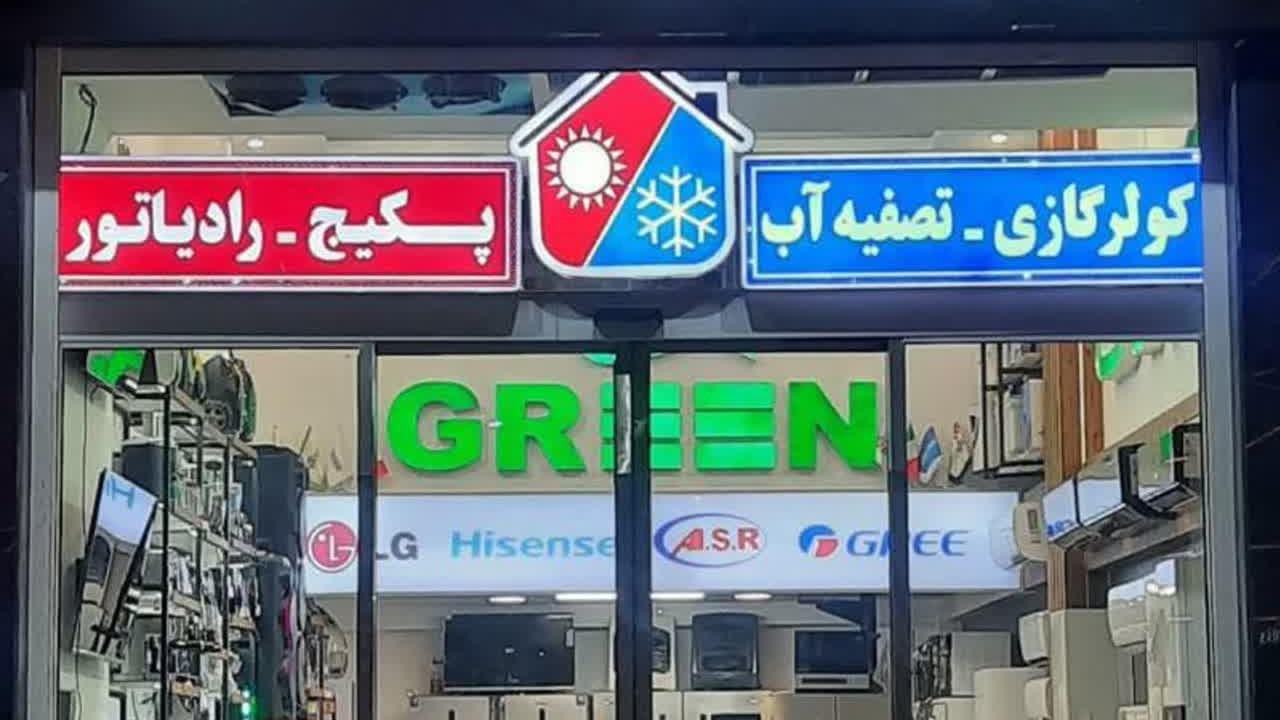 کولرگازی - تصفیه آب
پکیج - رادیاتور
GREEN
LG Hisense A.S.R GREE